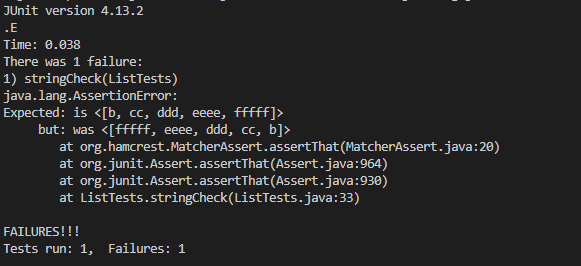 JUnit version 4.13.2
.E
Time: 0.038
There was 1 failure:
1) stringCheck(ListTests)
java.lang.AssertionError:
Expected: is <[b, cc, ddd, eeee, fffff]>
     but: was <[fffff, eeee, ddd, cc, b]>
        at org.hamcrest.MatcherAssert.assertThat(MatcherAssert.java:20)
        at org.junit.Assert.assertThat(Assert.java:964)
        at org.junit.Assert.assertThat(Assert.java:930)
        at ListTests.stringCheck(ListTests.java:33)
FAILURES!!!
Tests run: 1,  Failures: 1